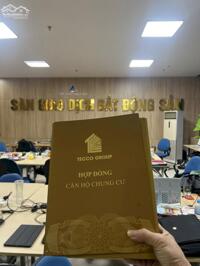 SÀN GIAO DỊCH BẤT ĐỘNG SẢN
TECCO GROUP
HỢP ĐỒNG
CĂN HỘ CHUNG CƯ